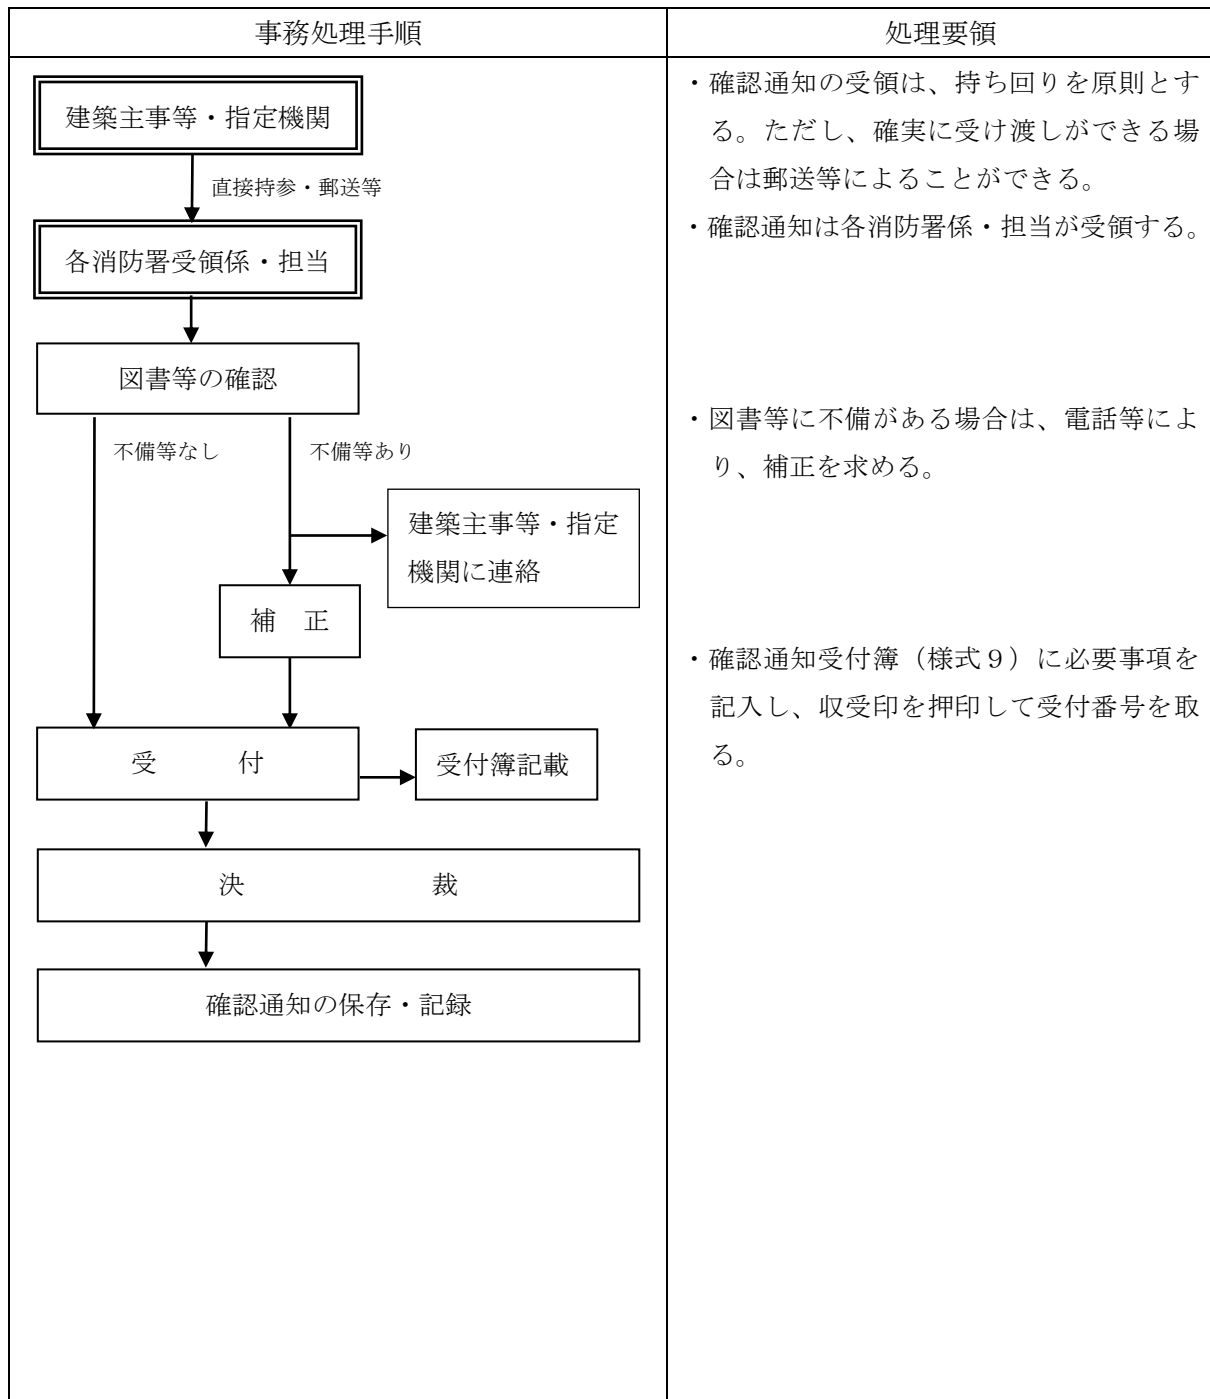 事務処理手順
処理要領
建築主事等・指定機関
直接持参・郵送等
各消防署受領係・担当
図書等の確認
不備等なし
不備等あり
建築主事等・指定
機関に連絡
補　正
受　　　付
受付簿記載
決　　　　　　　裁
確認通知の保存・記録
・確認通知の受領は、持ち回りを原則とす
る。ただし、確実に受け渡しができる場
合は郵送等によることができる。
・確認通知は各消防署係・担当が受領する。
・図書等に不備がある場合は、電話等によ
り、補正を求める。
・確認通知受付簿（様式９）に必要事項を
記入し、収受印を押印して受付番号を取
る。